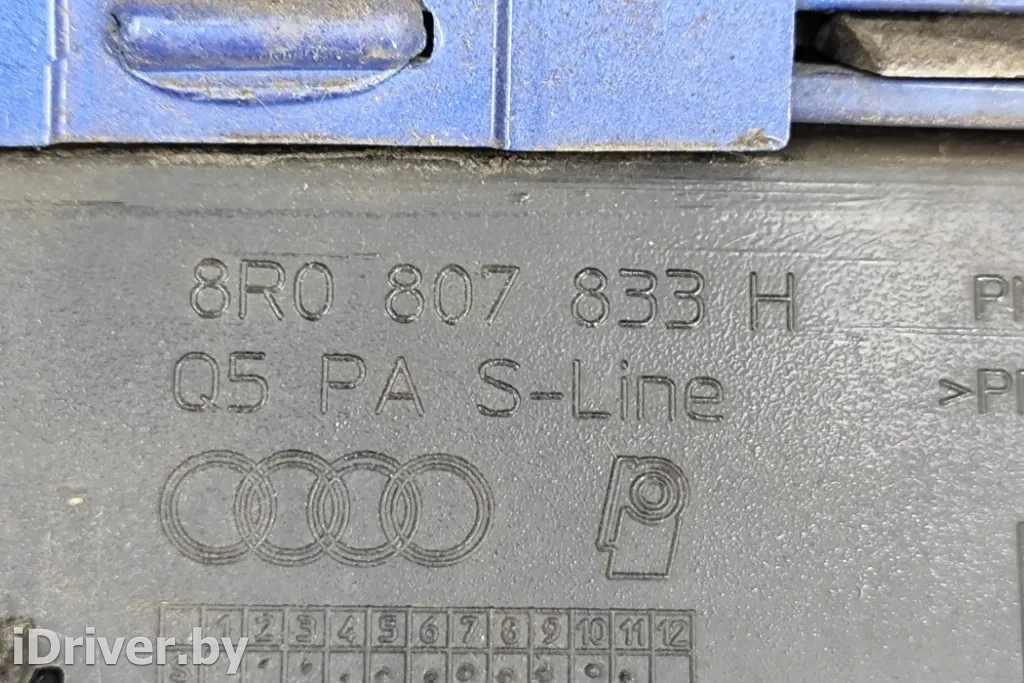 8R0 807 833 H
Q5 PA S-Line
1 2 3 4 5 6 7 8 9 10 11 12
iDriver.by